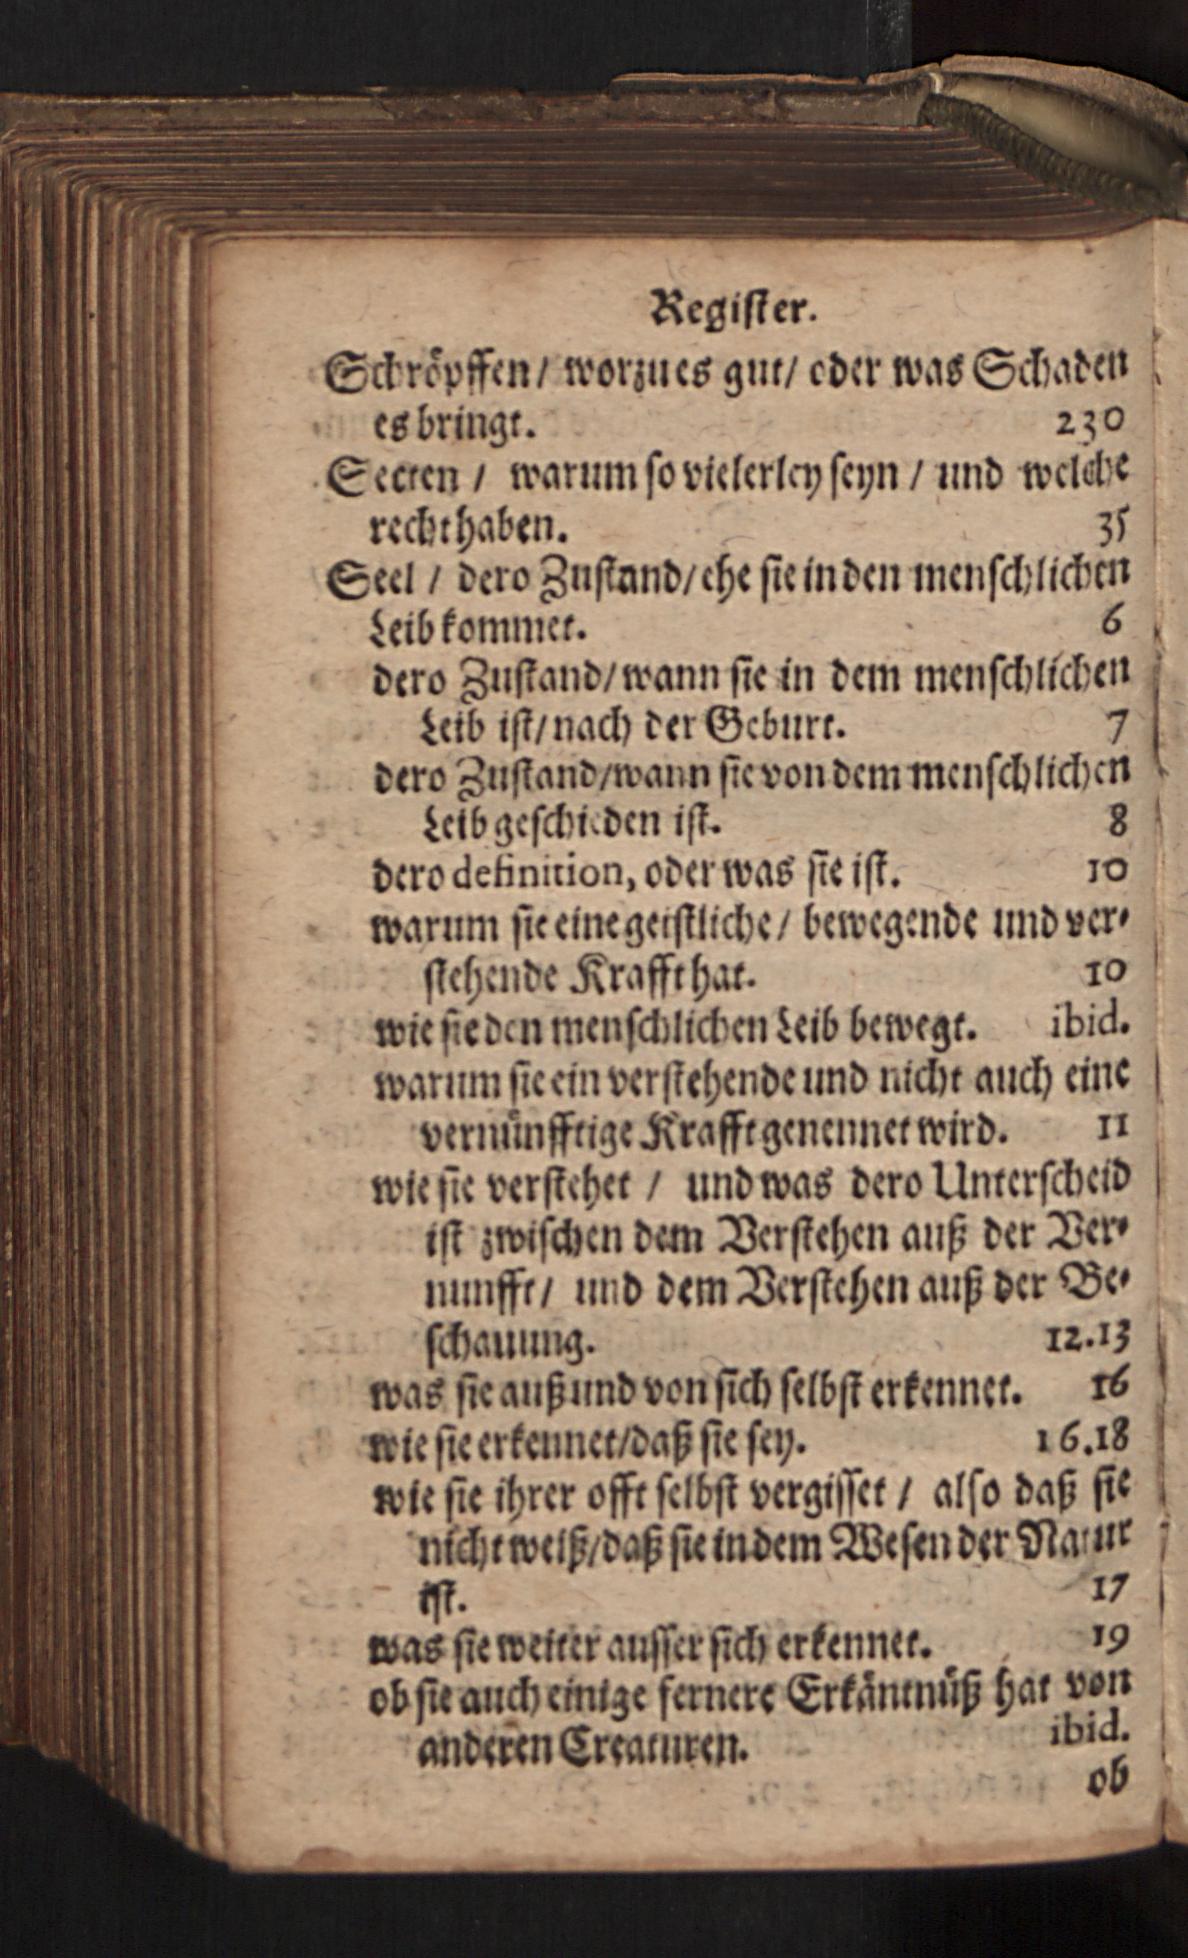 Register.
Schröpffen / worzu es gut / oder was Schaden
es bringt. 230
Secten / warum so vielerley seyn / und welche
recht haben. 35
Seel / dero Zustand / ehe sie in den menschlichen
Leib kommet. 6
dero Zustand / wann sie in dem menschlichen
Leib ist / nach der Geburt. 7
dero Zustand / wann sie von dem menschlichen
Leib geschieden ist. 8
dero definition, oder was sie ist. 10
warum sie eine geistliche / bewegende und ver-
stehende Krafft hat. 10
wie sie den menschlichen Leib bewegt. ibid.
warum sie ein verstehende und nicht auch eine
vernünfftige Krafft genennet wird. 11
wie sie verstehet / und was dero Unterscheid
ist zwischen dem Verstehen auß der Ver-
nunfft / und dem Verstehen auß der Be-
schauung. 12.13
was sie auß und von sich selbst erkennet. 16
wie sie erkennet / daß sie sey. 16.18
wie sie ihrer offt selbst vergisset / also daß sie
nicht weiß / daß sie in dem Wesen der Natur
ist. 17
was sie weiter ausser sich erkennet. 19
ob sie auch einige fernere Erkäntnüß hat von
anderen Creaturen. ibid.
ob